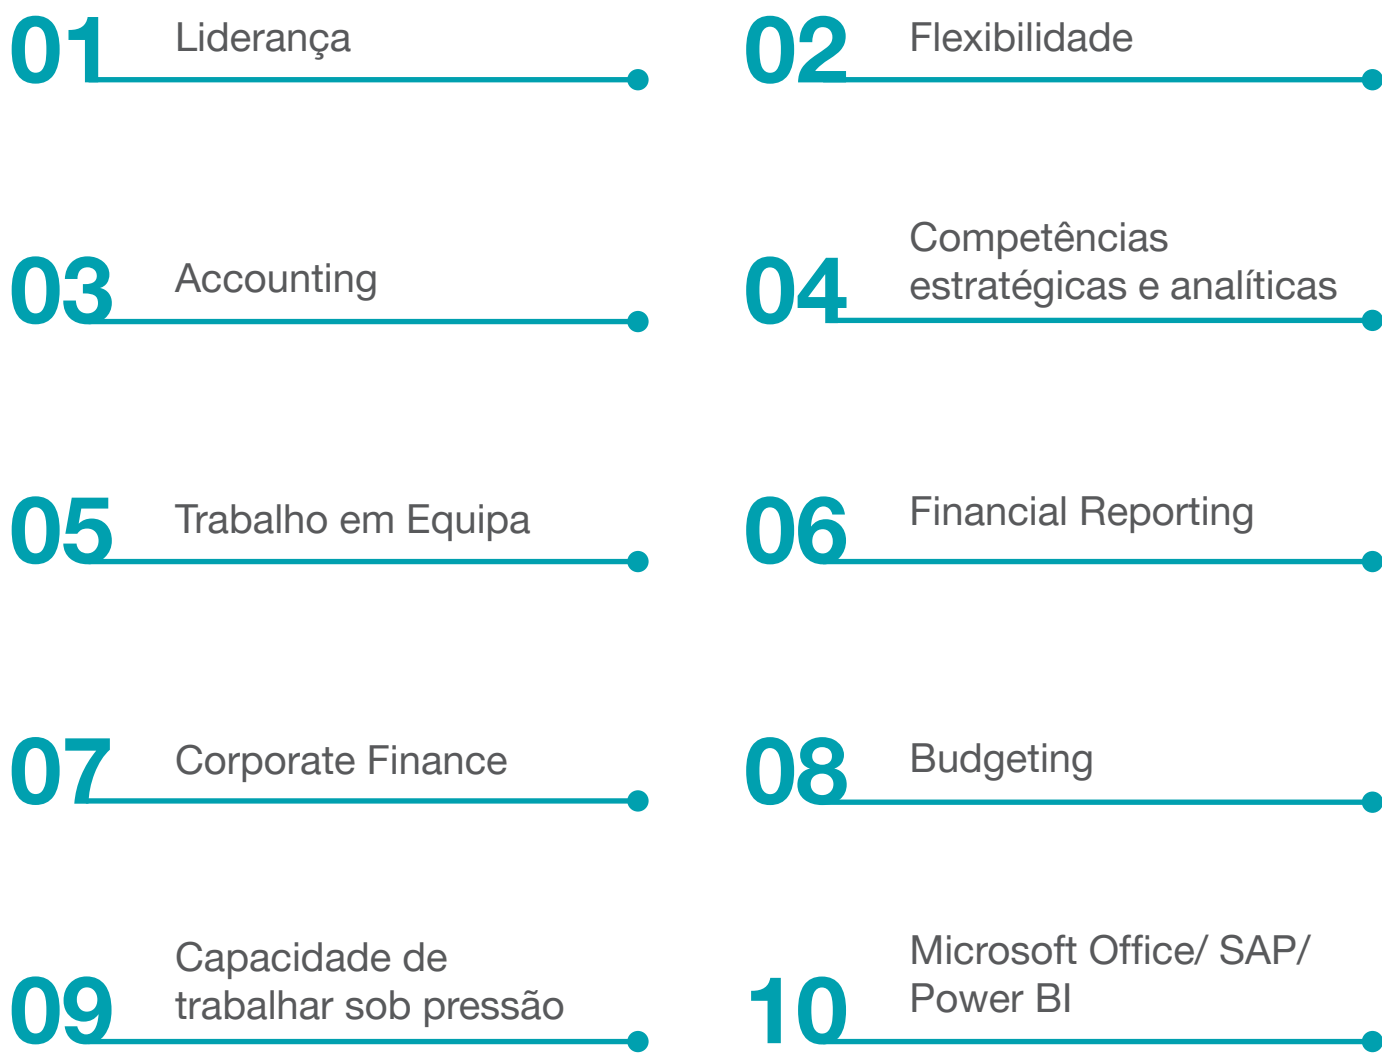 01 Liderança
02 Flexibilidade
03 Accounting
04 Competências
estratégicas e analíticas
05 Trabalho em Equipa
06 Financial Reporting
07 Corporate Finance
08 Budgeting
09 Capacidade de
trabalhar sob pressão
10 Microsoft Office/ SAP/
Power BI